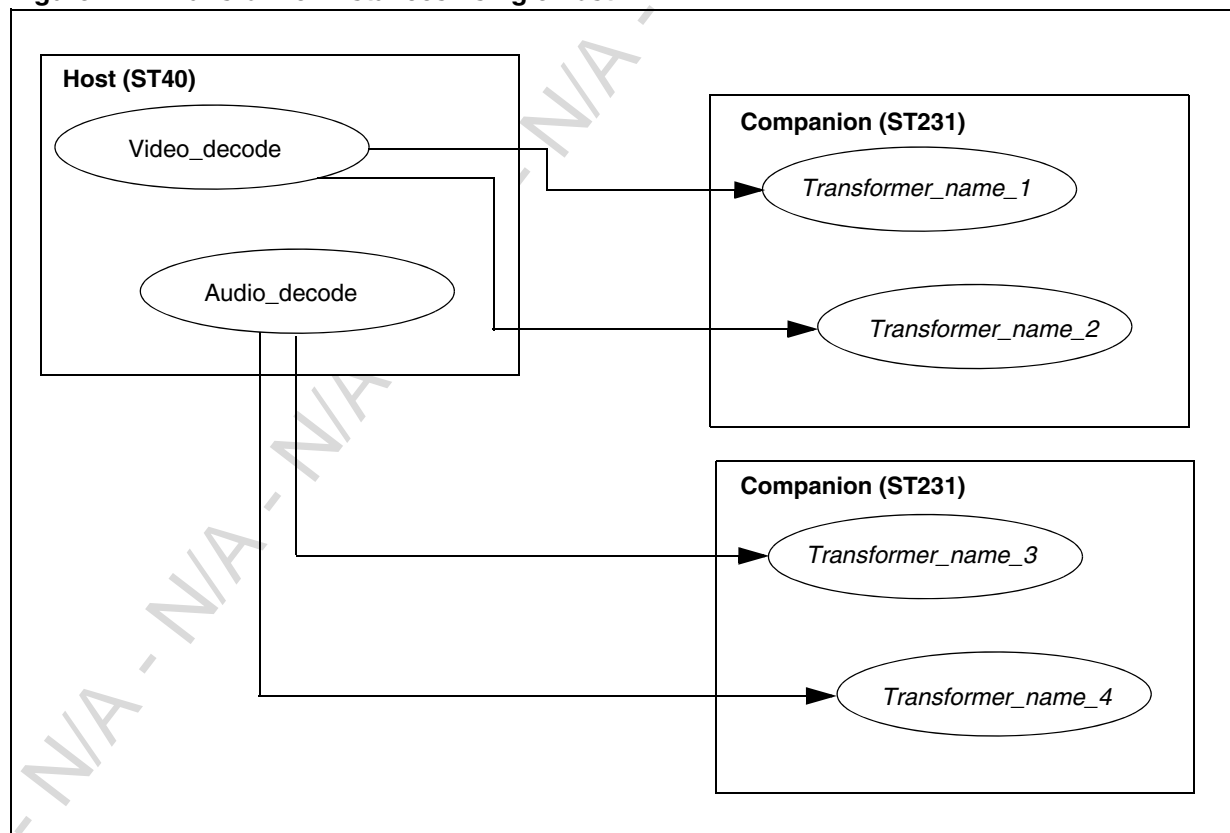 Host (ST40)
Video_decode
Audio_decode
Companion (ST231)
Transformer_name_1
Transformer_name_2
Companion (ST231)
Transformer_name_3
Transformer_name_4
- N/A - N/A - N/A - N/A -